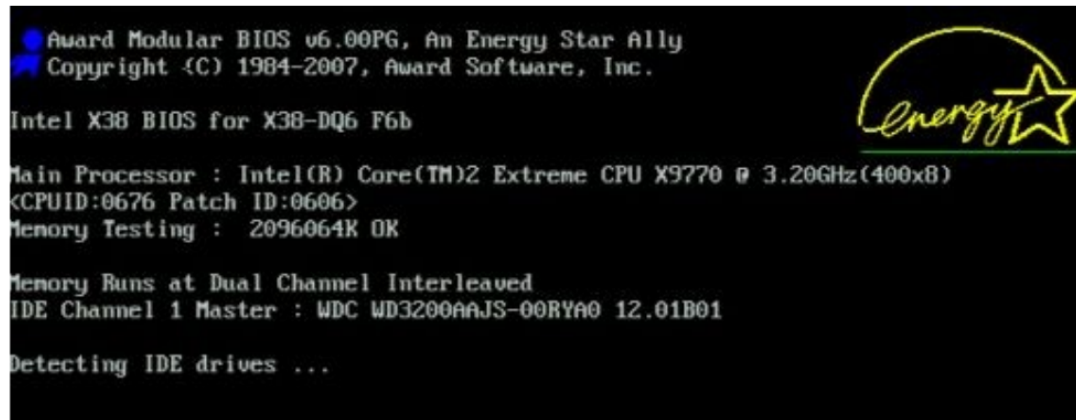 Award Modular BIOS v6.00PG, An Energy Star Ally
Copyright (C) 1984-2007, Award Software, Inc.
energy
Intel X38 BIOS for X38-DQ6 F6b
Main Processor : Intel(R) Core(TM)2 Extreme CPU X9770 @ 3.20GHz(400x8)
<CPUID:0676 Patch ID:0606>
Memory Testing :  2096064K OK
Memory Runs at Dual Channel Interleaved
IDE Channel 1 Master : WDC WD3200AAJS-00RYA0 12.01B01
Detecting IDE drives ...